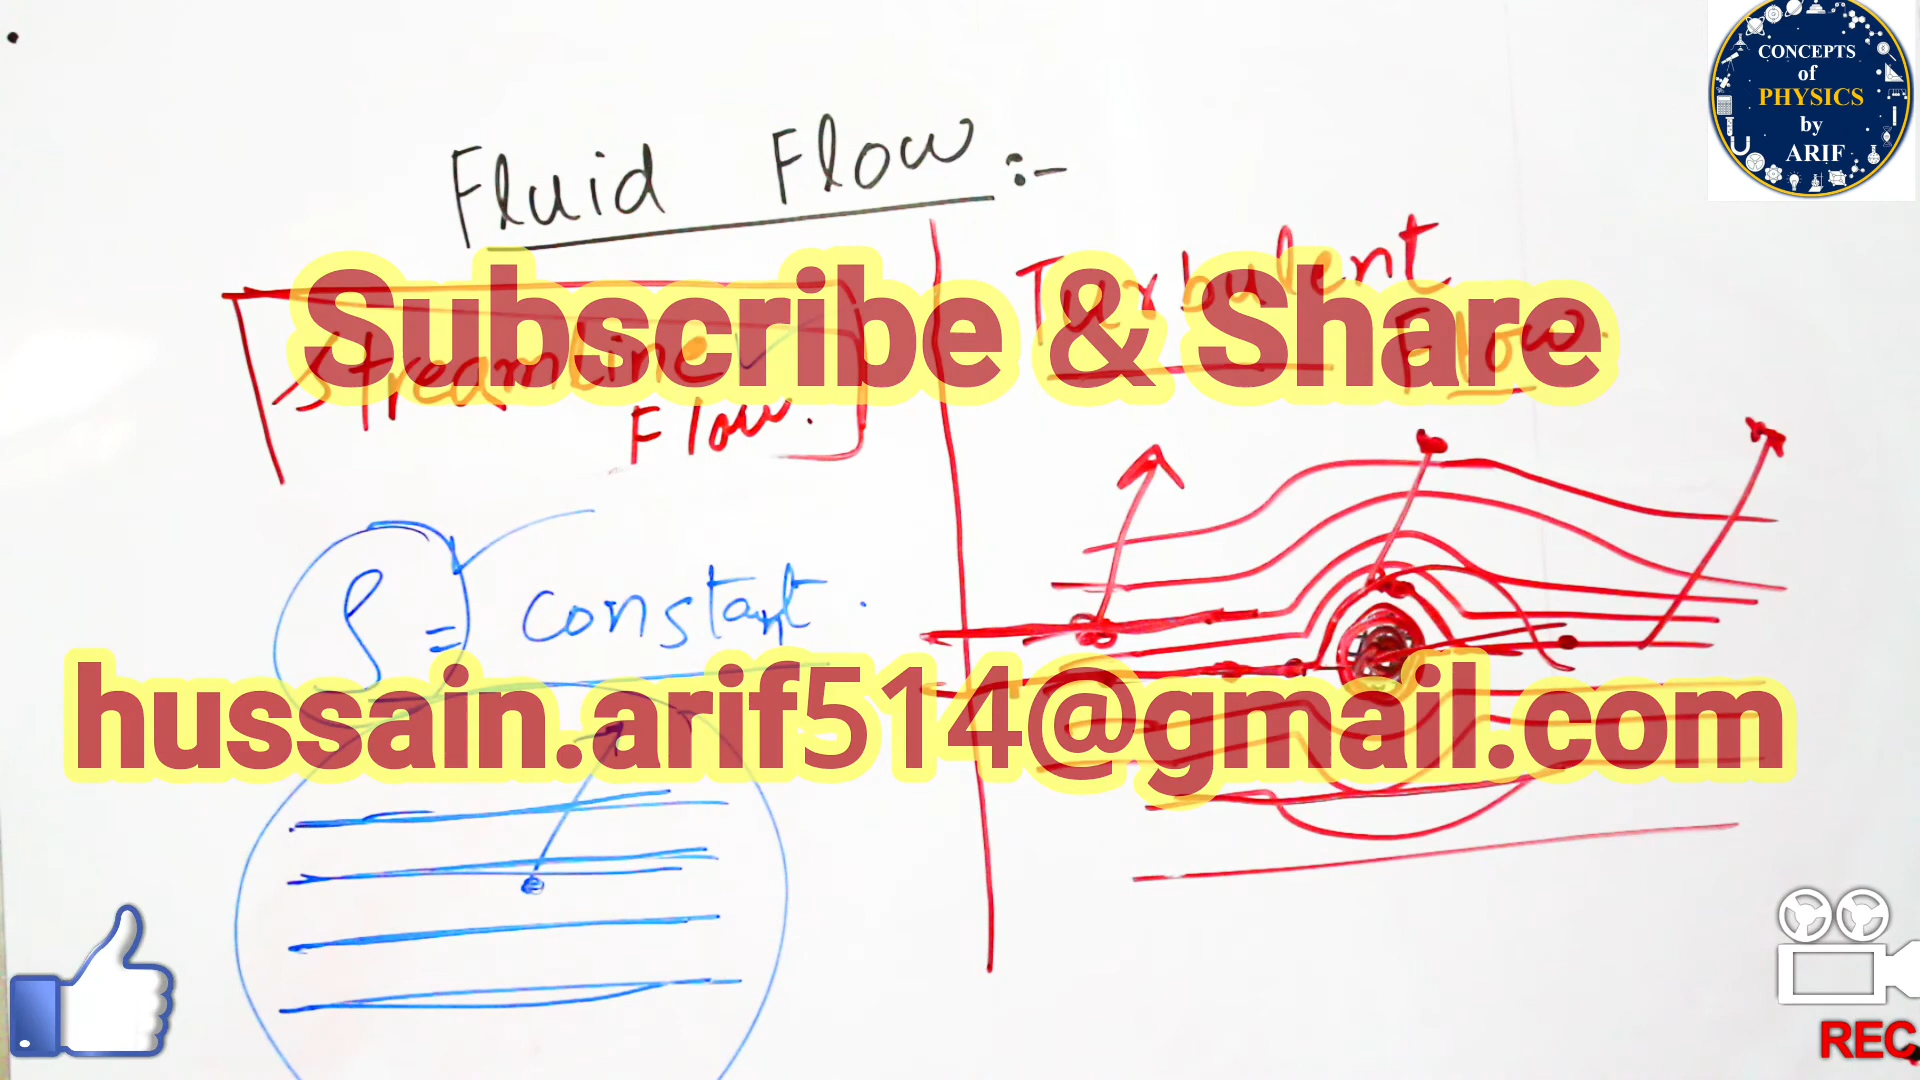 CONCEPTS
of
PHYSICS
by
ARIF
Fluid Flow :-
Subscribe & Share
Streamline
Flow.
Turbulent
Flow.
ρ = constant.
hussain.arif514@gmail.com
REC